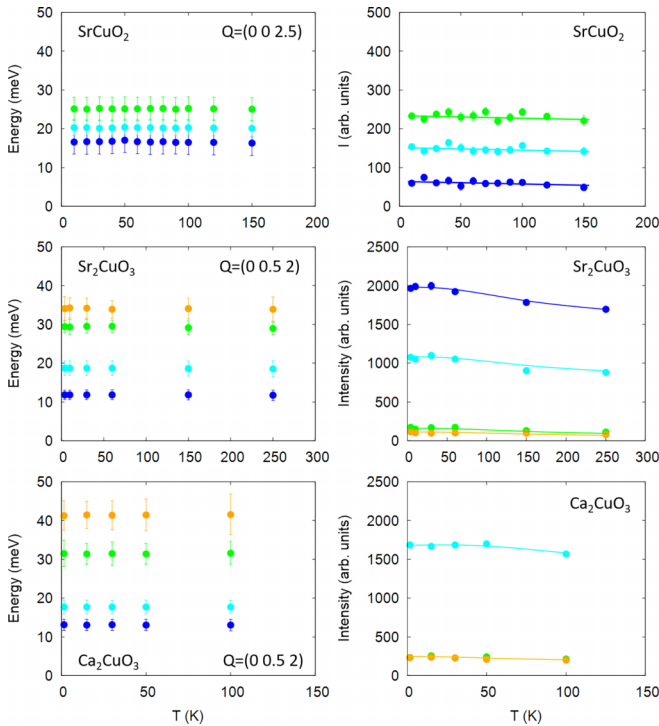 50
40
30
20
10
0
Energy (meV)
SrCuO₂
Q=(0 0 2.5)
0 50 100 150 200
500
400
300
200
100
0
I (arb. units)
SrCuO₂
0 50 100 150 200
50
40
30
20
10
0
Energy (meV)
Sr₂CuO₃
Q=(0 0.5 2)
0 50 100 150 200 250 300
2500
2000
1500
1000
500
0
Intensity (arb. units)
Sr₂CuO₃
0 50 100 150 200 250 300
50
40
30
20
10
0
Energy (meV)
Ca₂CuO₃
Q=(0 0.5 2)
0 50 100 150
T (K)
2500
2000
1500
1000
500
0
Intensity (arb. units)
Ca₂CuO₃
0 50 100 150
T (K)